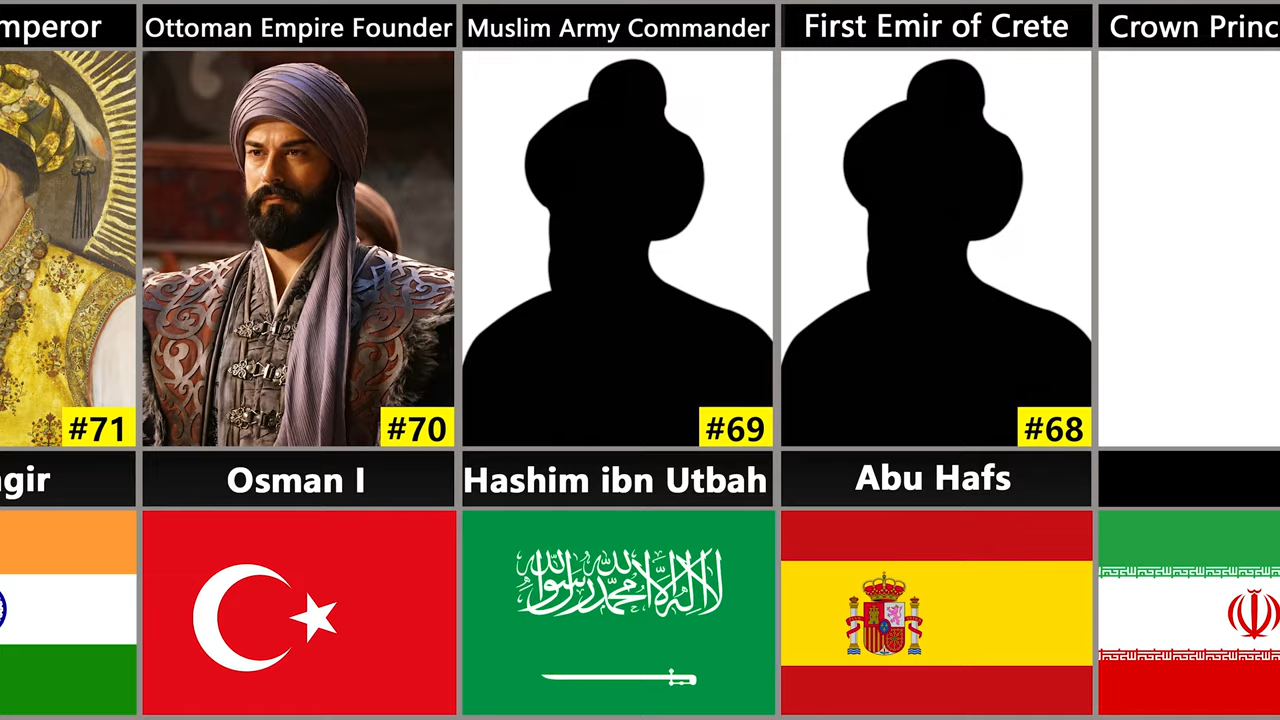 mperor
Ottoman Empire Founder
Muslim Army Commander
First Emir of Crete
Crown Princ
#71
#70
#69
#68
gir
Osman I
Hashim ibn Utbah
Abu Hafs
لا إله إلا الله محمد رسول الله